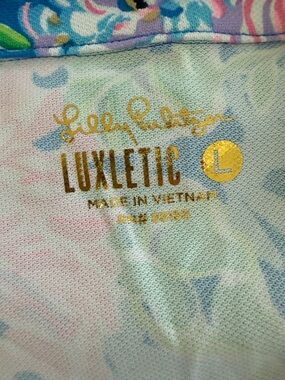 Lilly Pulitzer
LUXLETIC L
MADE IN VIETNAM